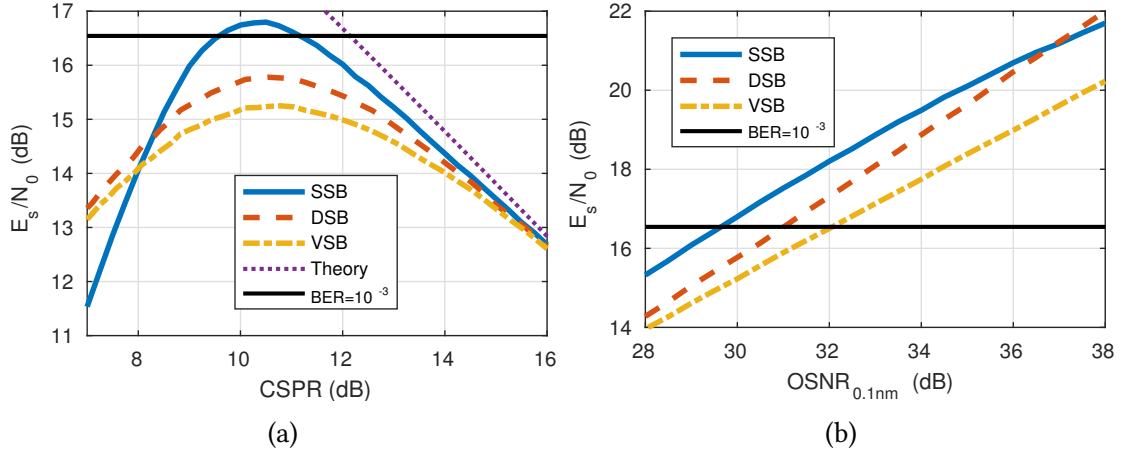 17
16
15
14
13
12
11
E_s/N_0 (dB)
SSB
DSB
VSB
Theory
BER=10^-3
8 10 12 14 16
CSPR (dB)
(a)
22
20
18
16
14
E_s/N_0 (dB)
SSB
DSB
VSB
BER=10^-3
28 30 32 34 36 38
OSNR_0.1nm (dB)
(b)